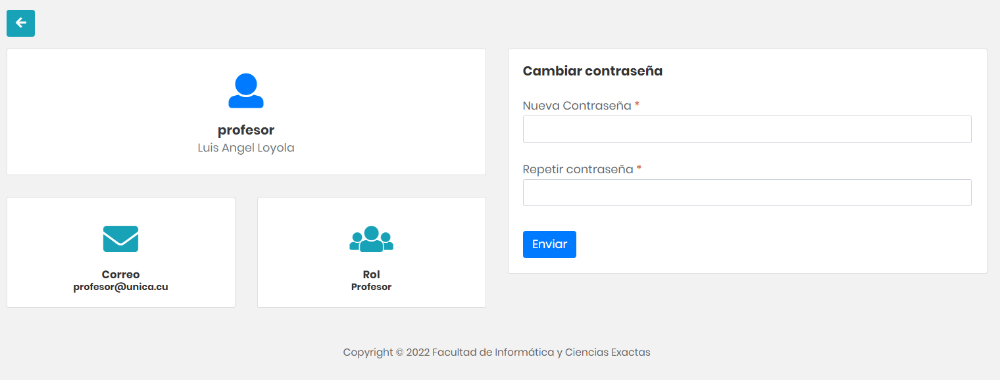 profesor
Luis Angel Loyola
Correo
profesor@unica.cu
Rol
Profesor
Cambiar contraseña
Nueva Contraseña *
Repetir contraseña *
Enviar
Copyright © 2022 Facultad de Informática y Ciencias Exactas